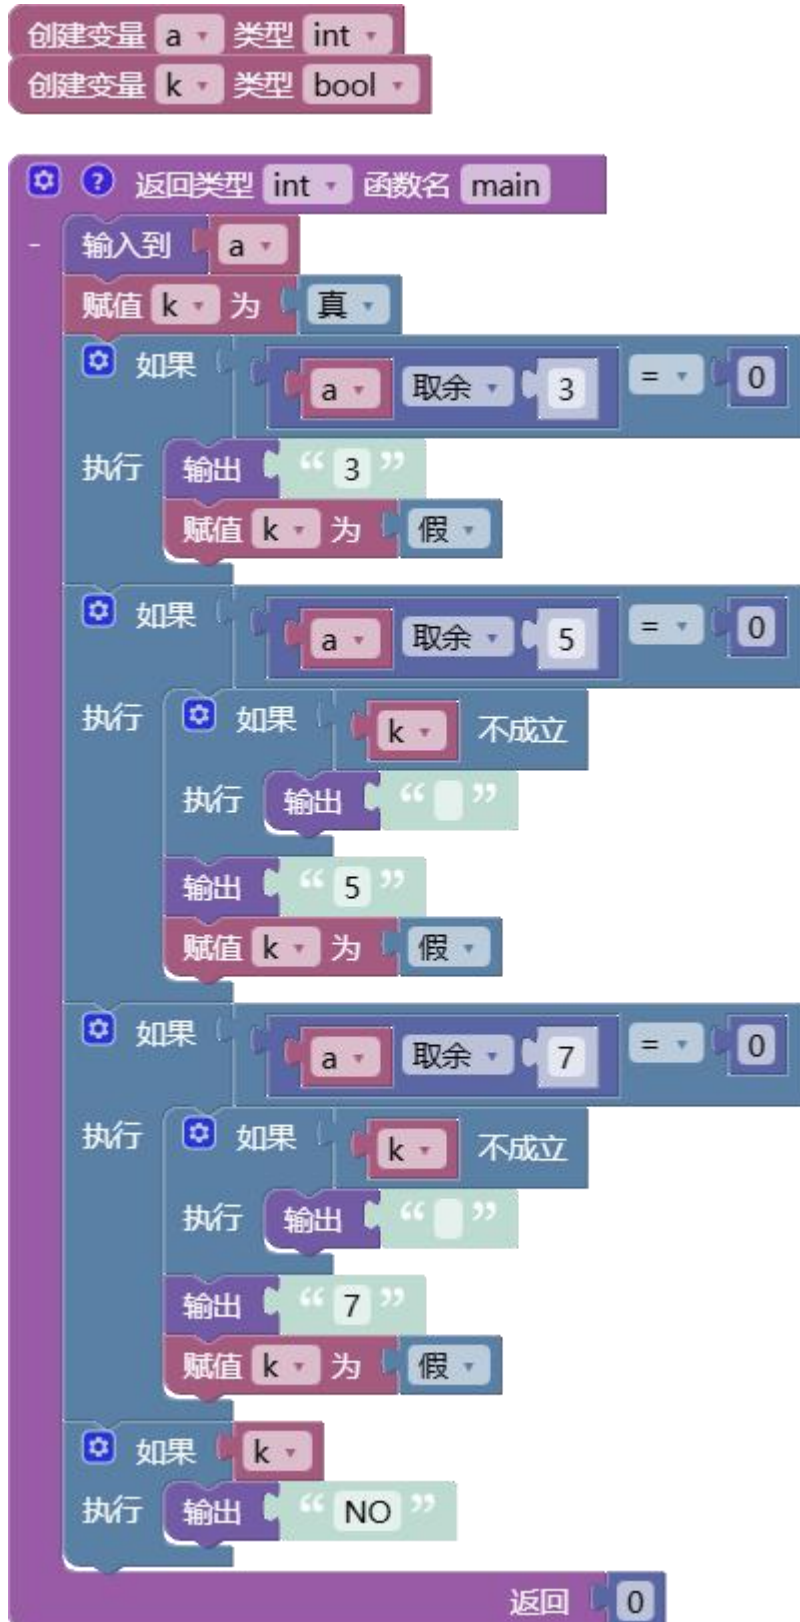 创建变量 a 类型 int
创建变量 k 类型 bool
? 返回类型 int 函数名 main
- 输入到 a
赋值 k 为 真
如果 a 取余 3 = 0
执行 输出 “ 3 ”
赋值 k 为 假
如果 a 取余 5 = 0
执行 如果 k 不成立
执行 输出 “ ”
输出 “ 5 ”
赋值 k 为 假
如果 a 取余 7 = 0
执行 如果 k 不成立
执行 输出 “ ”
输出 “ 7 ”
赋值 k 为 假
如果 k
执行 输出 “ NO ”
返回 0